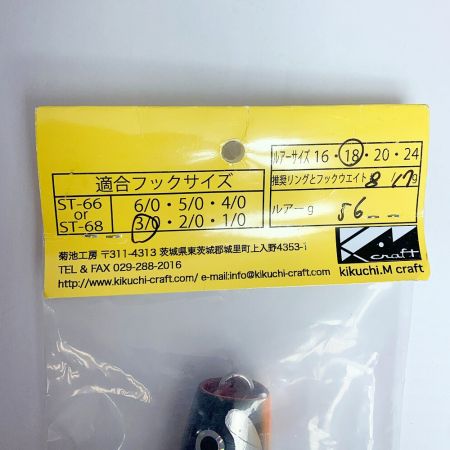 適合フックサイズ
ST-66 or ST-68
6/0・5/0・4/0
3/0・2/0・1/0
ルアーサイズ 16・18・20・24
推奨リングとフックウエイト 8 17g
ルアーg 56
菊池工房 〒311-4313 茨城県東茨城郡城里町上入野4353-1
TEL & FAX 029-288-2016
http://www.kikuchi-craft.com/ e-mail:info@kikuchi-craft.com
craft
kikuchi.M craft